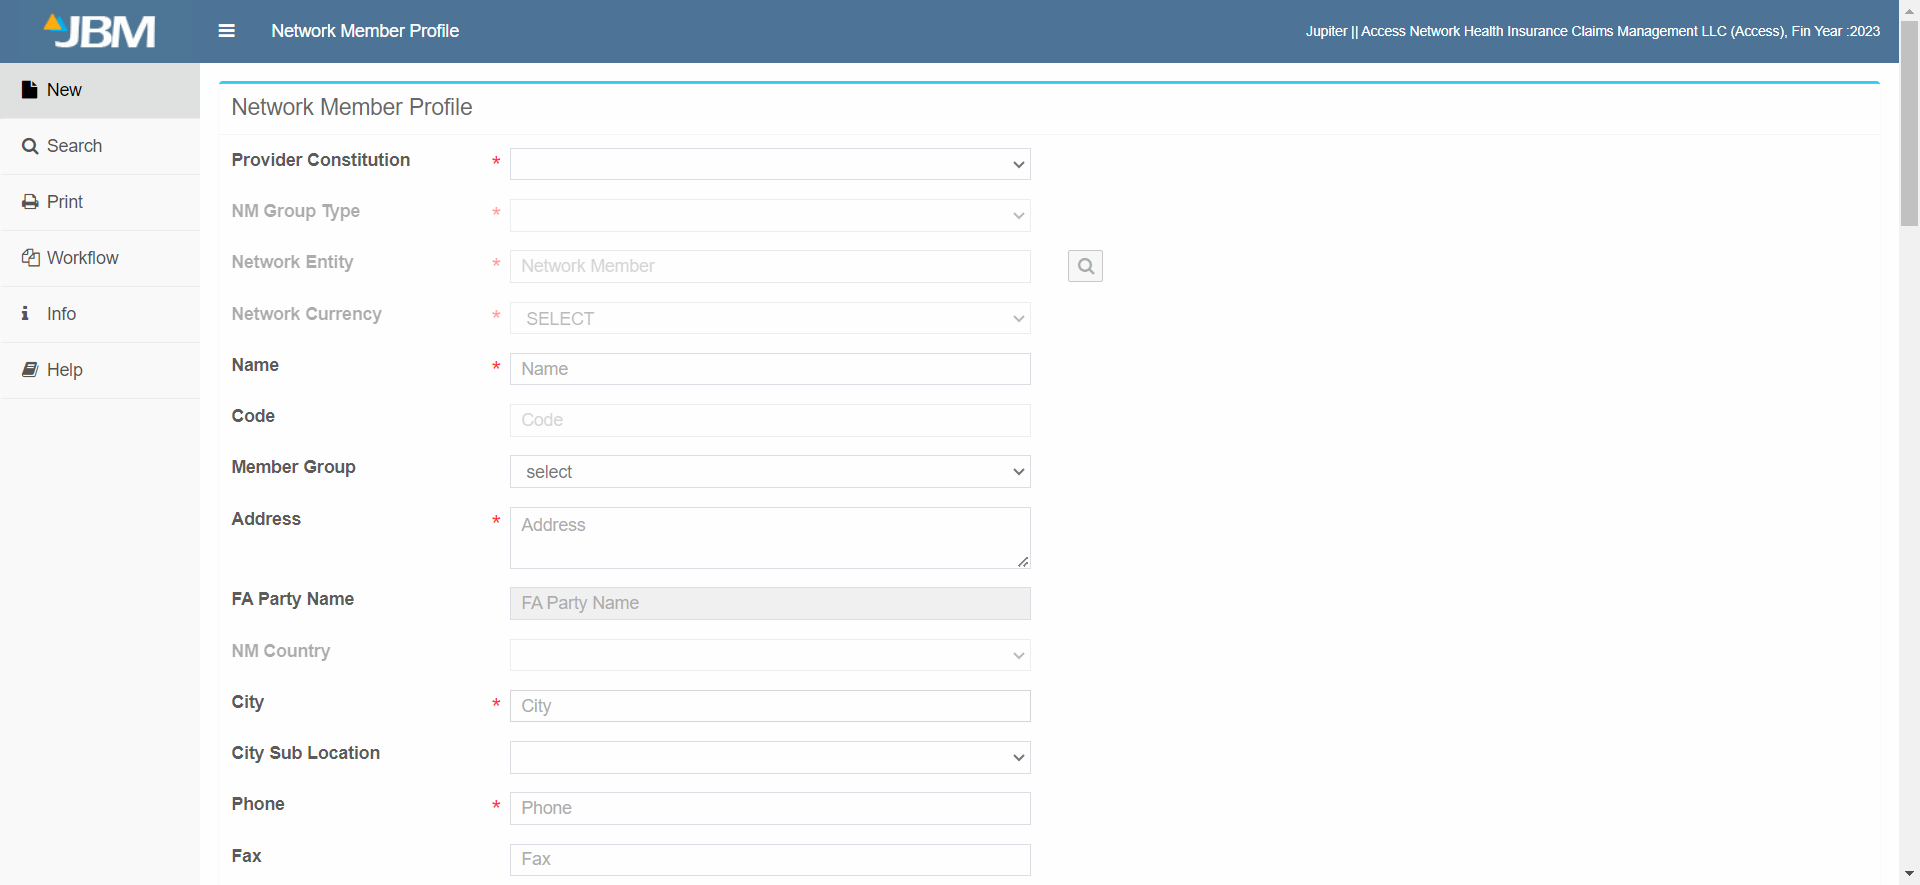 JBM
Network Member Profile
Jupiter || Access Network Health Insurance Claims Management LLC (Access), Fin Year :2023
New
Search
Print
Workflow
Info
Help
Network Member Profile
Provider Constitution *
NM Group Type *
Network Entity * Network Member
Network Currency * SELECT
Name * Name
Code Code
Member Group select
Address * Address
FA Party Name FA Party Name
NM Country
City * City
City Sub Location
Phone * Phone
Fax Fax